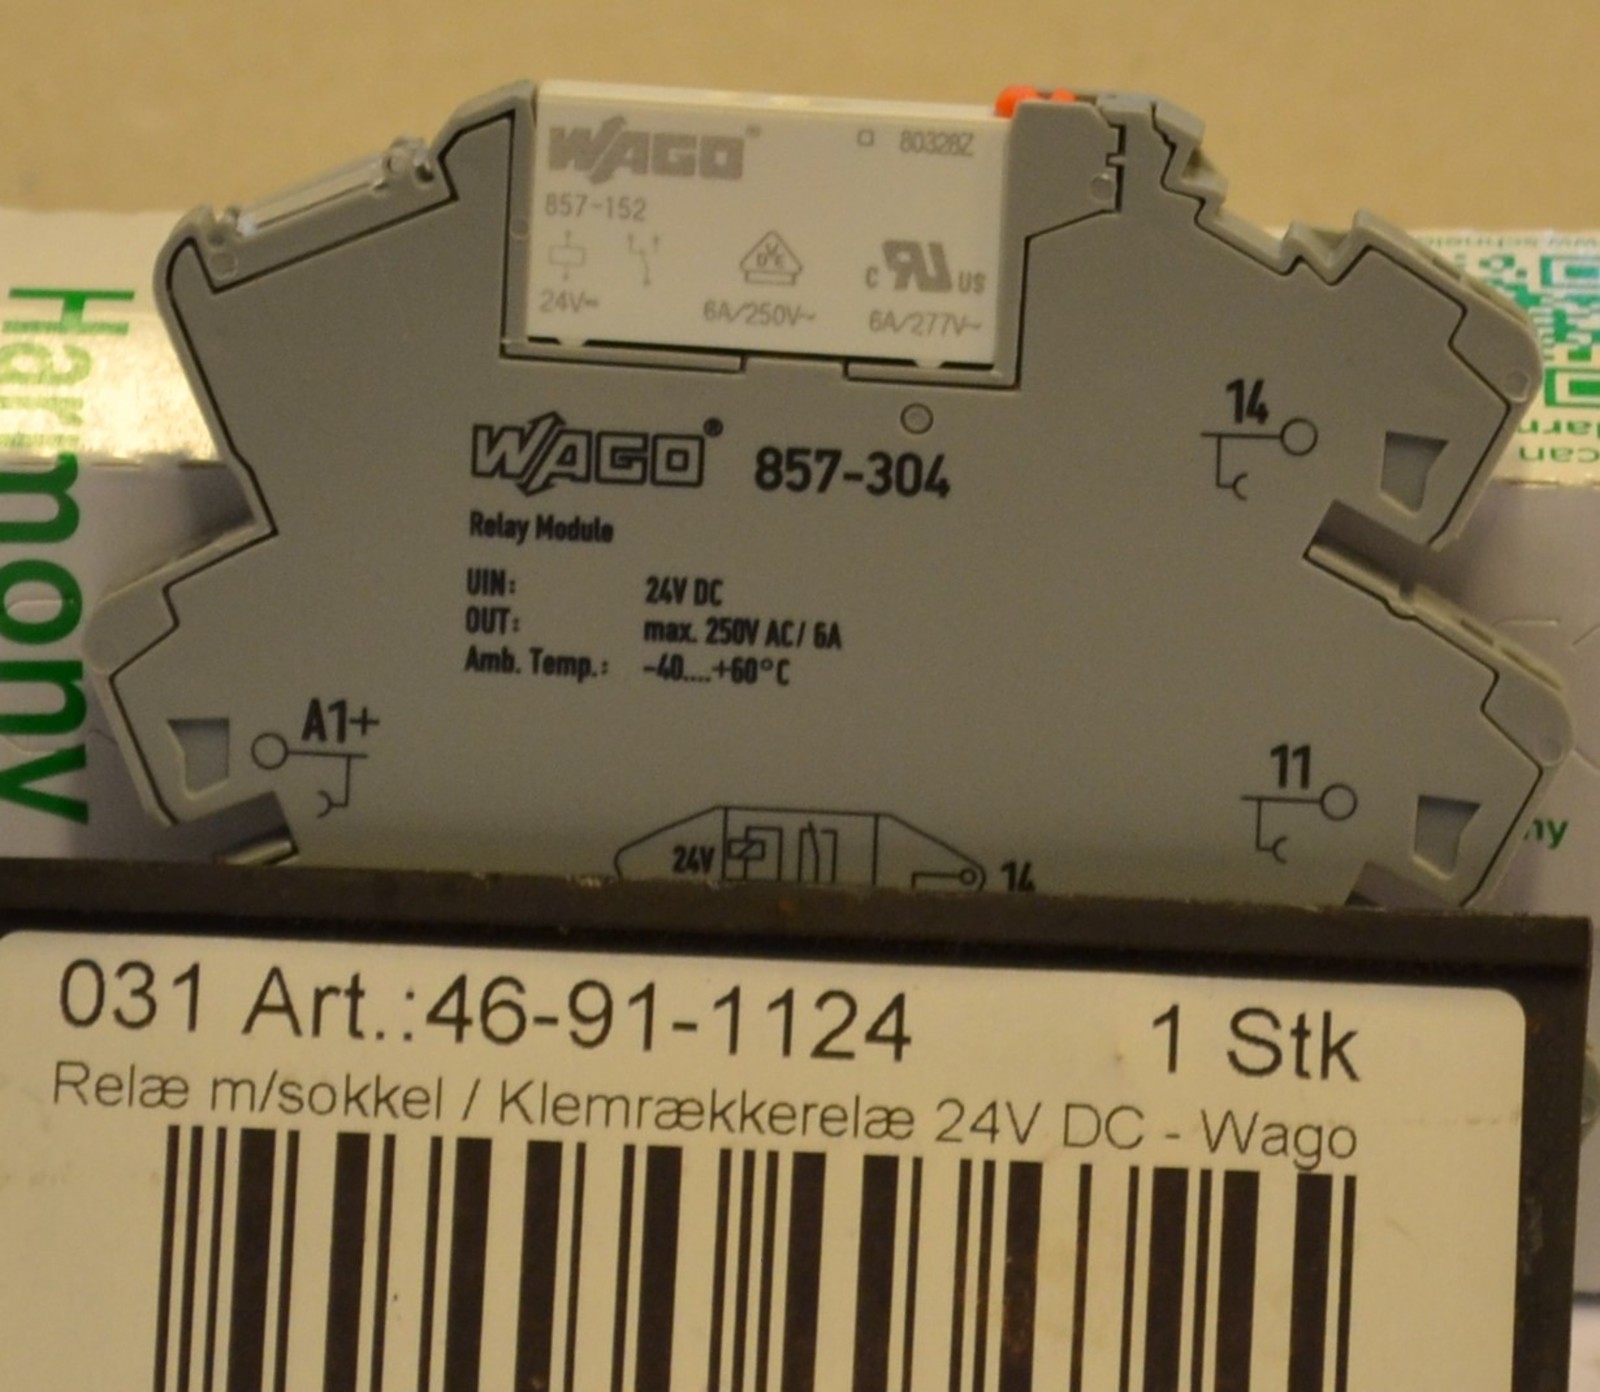 WAGO® 80328Z
857-152
24V⎓ 6A/250V~ 6A/277V~
VDE
c RU US
WAGO® 857-304
Relay Module
UIN: 24V DC
OUT: max. 250V AC/ 6A
Amb. Temp.: -40....+60°C
14
A1+
11
24V
14
Harmony
031 Art.:46-91-1124 1 Stk
Relæ m/sokkel / Klemrækkerelæ 24V DC - Wago